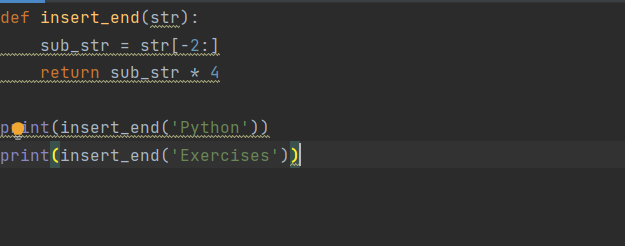 def insert_end(str):
    sub_str = str[-2:]
    return sub_str * 4
print(insert_end('Python'))
print(insert_end('Exercises'))